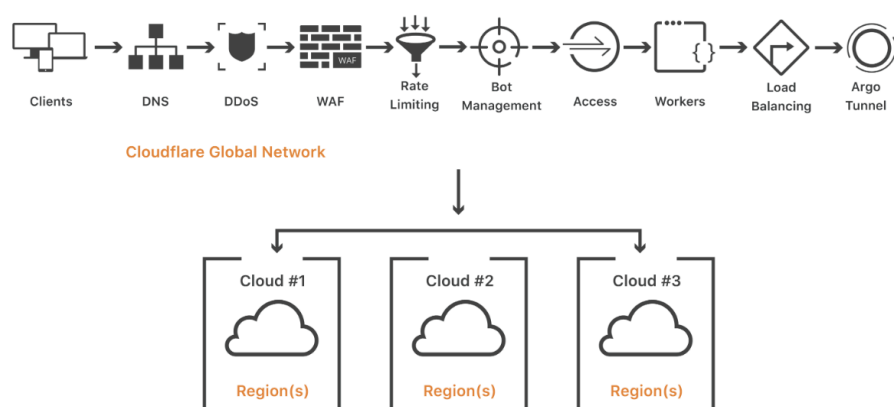 WAF
{ }
Clients
DNS
DDoS
WAF
Rate
Limiting
Bot
Management
Access
Workers
Load
Balancing
Argo
Tunnel
Cloudflare Global Network
Cloud #1
Cloud #2
Cloud #3
Region(s)
Region(s)
Region(s)